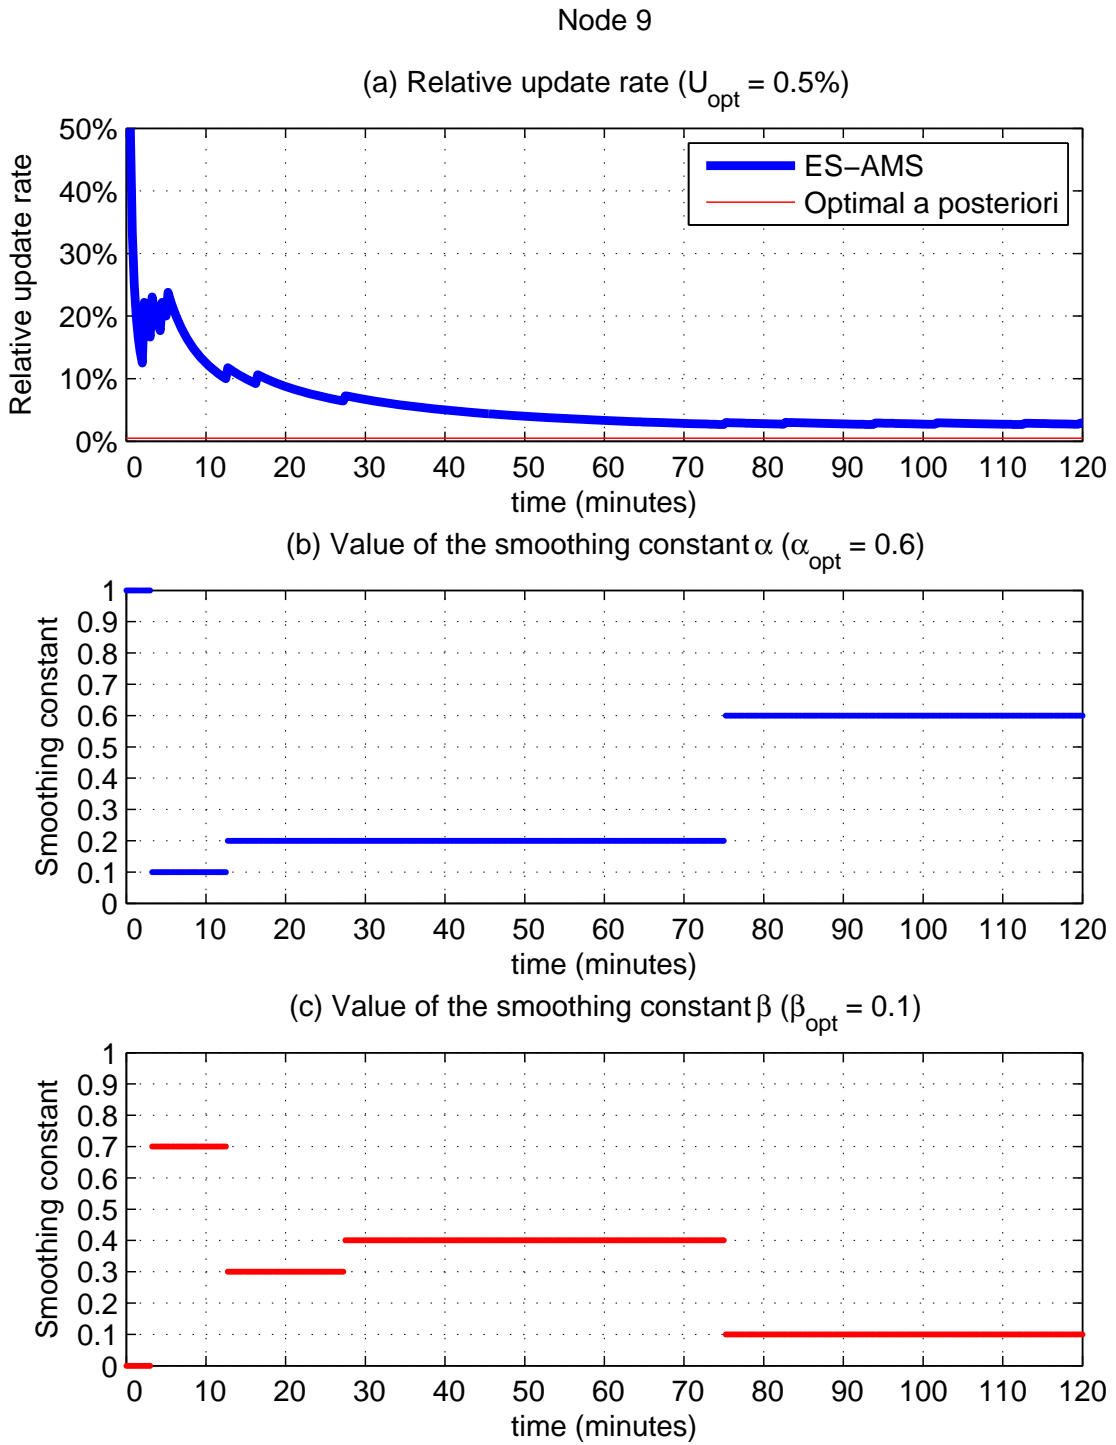 Node 9
(a) Relative update rate (Uopt = 0.5%)
50%
40%
30%
20%
10%
0%
Relative update rate
ES−AMS
Optimal a posteriori
0 10 20 30 40 50 60 70 80 90 100 110 120
time (minutes)
(b) Value of the smoothing constant α (αopt = 0.6)
1
0.9
0.8
0.7
0.6
0.5
0.4
0.3
0.2
0.1
0
Smoothing constant
0 10 20 30 40 50 60 70 80 90 100 110 120
time (minutes)
(c) Value of the smoothing constant β (βopt = 0.1)
1
0.9
0.8
0.7
0.6
0.5
0.4
0.3
0.2
0.1
0
Smoothing constant
0 10 20 30 40 50 60 70 80 90 100 110 120
time (minutes)